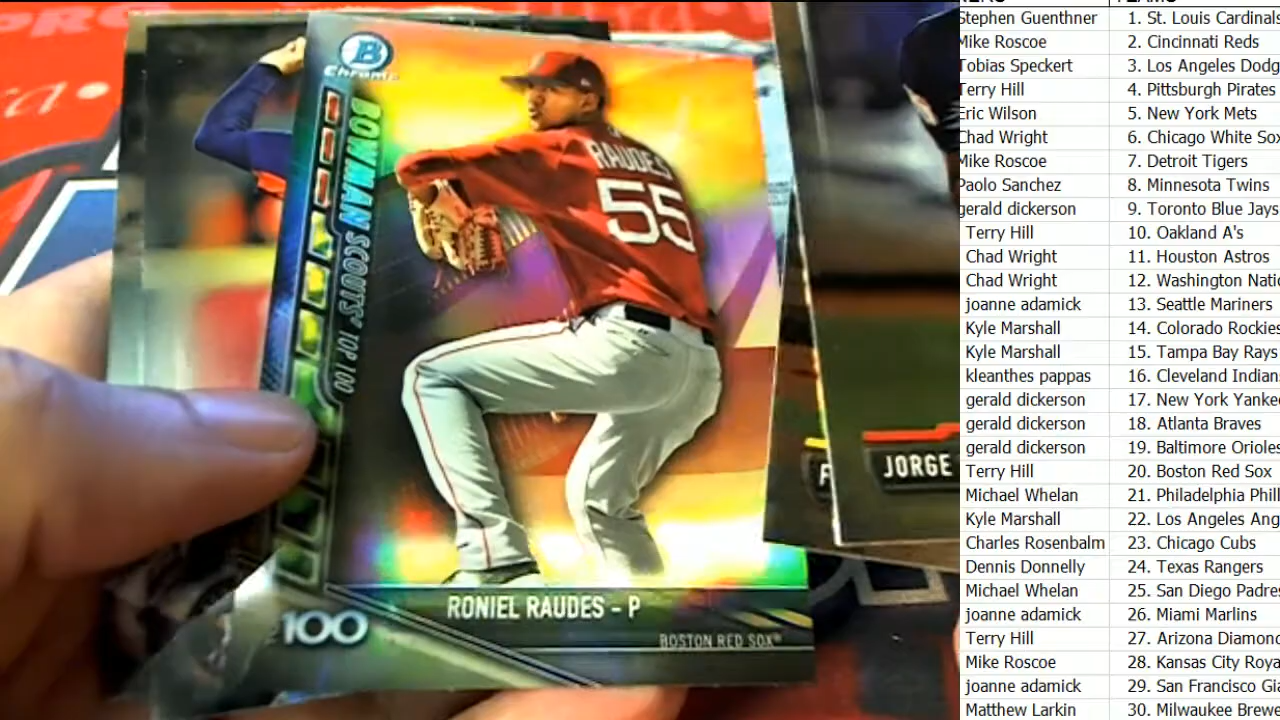 B
Chrome
BOWMAN SCOUTS' TOP 100
RAUDES
55
100
RONIEL RAUDES - P
BOSTON RED SOX®
JORGE
Stephen Guenthner 1. St. Louis Cardinals
Mike Roscoe 2. Cincinnati Reds
Tobias Speckert 3. Los Angeles Dodg
Terry Hill 4. Pittsburgh Pirates
Eric Wilson 5. New York Mets
Chad Wright 6. Chicago White Sox
Mike Roscoe 7. Detroit Tigers
Paolo Sanchez 8. Minnesota Twins
gerald dickerson 9. Toronto Blue Jays
Terry Hill 10. Oakland A's
Chad Wright 11. Houston Astros
Chad Wright 12. Washington Natio
joanne adamick 13. Seattle Mariners
Kyle Marshall 14. Colorado Rockies
Kyle Marshall 15. Tampa Bay Rays
kleanthes pappas 16. Cleveland Indian
gerald dickerson 17. New York Yanke
gerald dickerson 18. Atlanta Braves
gerald dickerson 19. Baltimore Orioles
Terry Hill 20. Boston Red Sox
Michael Whelan 21. Philadelphia Phill
Kyle Marshall 22. Los Angeles Ang
Charles Rosenbalm 23. Chicago Cubs
Dennis Donnelly 24. Texas Rangers
Michael Whelan 25. San Diego Padres
joanne adamick 26. Miami Marlins
Terry Hill 27. Arizona Diamond
Mike Roscoe 28. Kansas City Roya
joanne adamick 29. San Francisco Gia
Matthew Larkin 30. Milwaukee Brewe